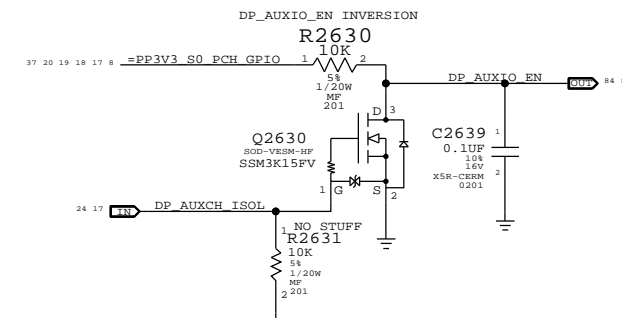 DP_AUXIO_EN INVERSION
R2630
10K
37 20 19 18 17 8 =PP3V3_S0_PCH_GPIO 1 2
5%
1/20W
MF
201
DP_AUXIO_EN
OUT 84
D 3
Q2630
SOD-VESM-HF
SSM3K15FV
1 G S 2
C2639
0.1UF
10%
16V
X5R-CERM
0201
1
2
24 17 IN DP_AUXCH_ISOL
1 NO STUFF
R2631
10K
5%
1/20W
MF
2 201